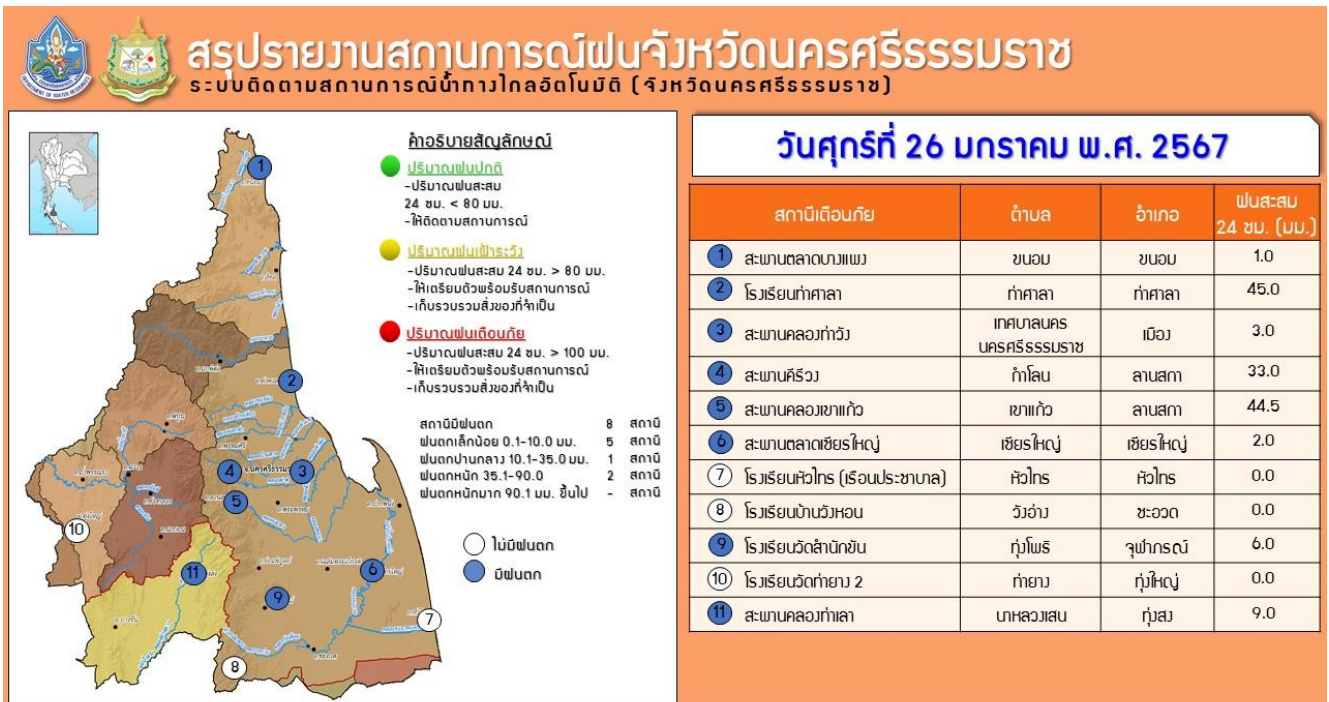 สรุปรายงานสถานการณ์ฝนจังหวัดนครศรีธรรมราช
ระบบติดตามสถานการณ์น้ำทางไกลอัตโนมัติ (จังหวัดนครศรีธรรมราช)
คำอธิบายสัญลักษณ์
ปริมาณฝนปกติ
-ปริมาณฝนสะสม
24 ชม. < 80 มม.
-ให้ติดตามสถานการณ์
ปริมาณฝนเฝ้าระวัง
-ปริมาณฝนสะสม 24 ชม. > 80 มม.
-ให้เตรียมตัวพร้อมรับสถานการณ์
-เก็บรวบรวมสิ่งของที่จำเป็น
ปริมาณฝนเตือนภัย
-ปริมาณฝนสะสม 24 ชม. > 100 มม.
-ให้เตรียมตัวพร้อมรับสถานการณ์
-เก็บรวบรวมสิ่งของที่จำเป็น
สถานีมีฝนตก 8 สถานี
ฝนตกเล็กน้อย 0.1-10.0 มม. 5 สถานี
ฝนตกปานกลาง 10.1-35.0 มม. 1 สถานี
ฝนตกหนัก 35.1-90.0 2 สถานี
ฝนตกหนักมาก 90.1 มม. ขึ้นไป - สถานี
ไม่มีฝนตก
มีฝนตก
1
2
4
3
5
10
11
6
9
7
8
วันศุกร์ที่ 26 มกราคม พ.ศ. 2567
สถานีเตือนภัย ตำบล อำเภอ ฝนสะสม
24 ชม. (มม.)
1 สะพานตลาดบางแพง ขนอม ขนอม 1.0
2 โรงเรียนท่าศาลา ท่าศาลา ท่าศาลา 45.0
3 สะพานคลองท่าวัง เทศบาลนคร
นครศรีธรรมราช เมือง 3.0
4 สะพานคีรีวง กำโลน ลานสกา 33.0
5 สะพานคลองเขาแก้ว เขาแก้ว ลานสกา 44.5
6 สะพานตลาดเชียรใหญ่ เชียรใหญ่ เชียรใหญ่ 2.0
7 โรงเรียนหัวไทร (เรือนประชาบาล) หัวไทร หัวไทร 0.0
8 โรงเรียนบ้านวังหอน วังอ่าง ชะอวด 0.0
9 โรงเรียนวัดสำนักขัน ทุ่งโพธิ จุฬาภรณ์ 6.0
10 โรงเรียนวัดท่ายาง 2 ท่ายาง ทุ่งใหญ่ 0.0
11 สะพานคลองท่าเลา นาหลวงเสน ทุ่งสง 9.0